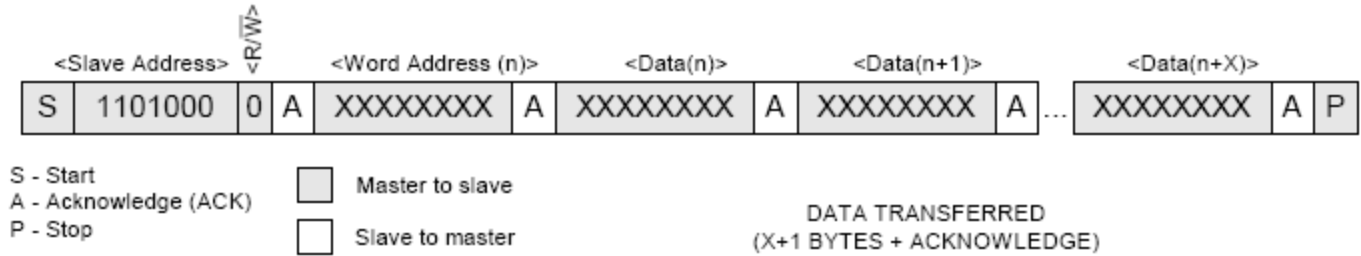 <R/W>
<Slave Address> <Word Address (n)> <Data(n)> <Data(n+1)> <Data(n+X)>
S 1101000 0 A XXXXXXXX A XXXXXXXX A XXXXXXXX A ... XXXXXXXX A P
S - Start
A - Acknowledge (ACK)
P - Stop
Master to slave
Slave to master
DATA TRANSFERRED
(X+1 BYTES + ACKNOWLEDGE)